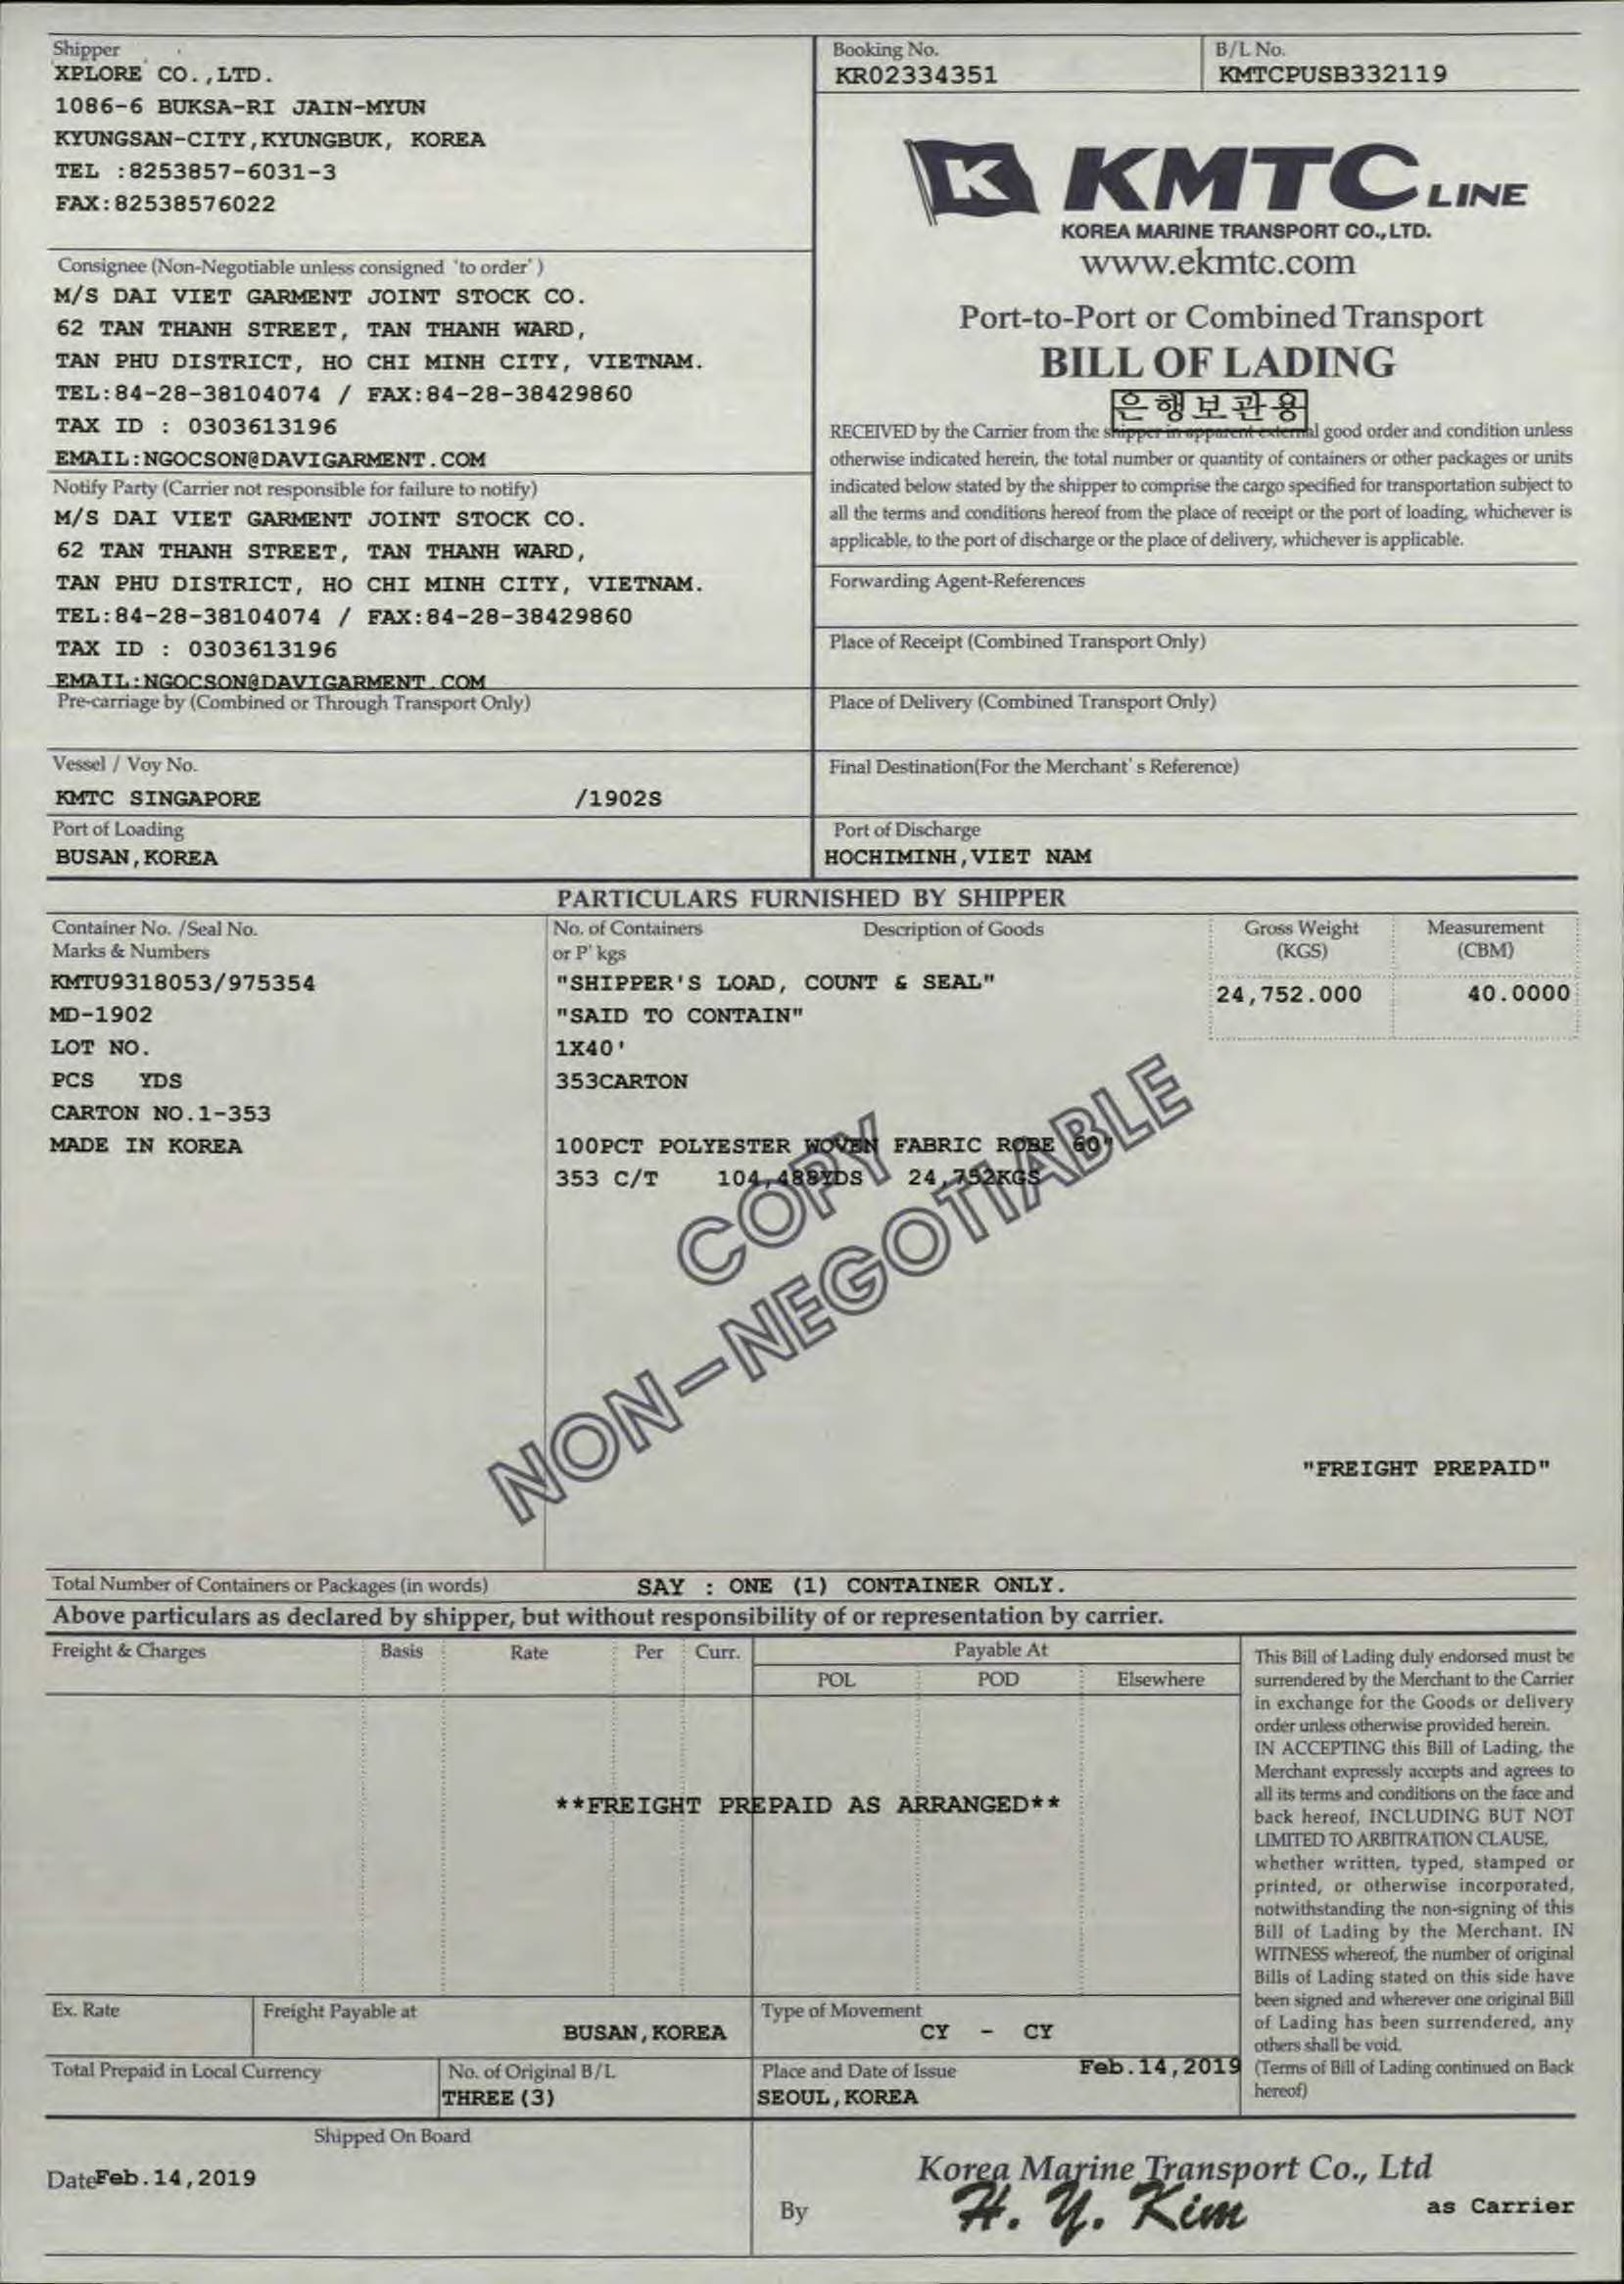 Shipper
XPLORE CO.,LTD.
1086-6 BUKSA-RI JAIN-MYUN
KYUNGSAN-CITY,KYUNGBUK, KOREA
TEL :8253857-6031-3
FAX:82538576022
Booking No.
KR02334351
B/L No.
KMTCPUSB332119
K KMTC LINE
KOREA MARINE TRANSPORT CO.,LTD.
www.ekmtc.com
Port-to-Port or Combined Transport
BILL OF LADING
은행보관용
RECEIVED by the Carrier from the shipper in apparent external good order and condition unless
otherwise indicated herein, the total number or quantity of containers or other packages or units
indicated below stated by the shipper to comprise the cargo specified for transportation subject to
all the terms and conditions hereof from the place of receipt or the port of loading, whichever is
applicable, to the port of discharge or the place of delivery, whichever is applicable.
Consignee (Non-Negotiable unless consigned 'to order' )
M/S DAI VIET GARMENT JOINT STOCK CO.
62 TAN THANH STREET, TAN THANH WARD,
TAN PHU DISTRICT, HO CHI MINH CITY, VIETNAM.
TEL:84-28-38104074 / FAX:84-28-38429860
TAX ID : 0303613196
EMAIL:NGOCSON@DAVIGARMENT.COM
Notify Party (Carrier not responsible for failure to notify)
M/S DAI VIET GARMENT JOINT STOCK CO.
62 TAN THANH STREET, TAN THANH WARD,
TAN PHU DISTRICT, HO CHI MINH CITY, VIETNAM.
TEL:84-28-38104074 / FAX:84-28-38429860
TAX ID : 0303613196
EMAIL:NGOCSON@DAVIGARMENT.COM
Forwarding Agent-References
Place of Receipt (Combined Transport Only)
Pre-carriage by (Combined or Through Transport Only)
Place of Delivery (Combined Transport Only)
Vessel / Voy No.
KMTC SINGAPORE /1902S
Final Destination(For the Merchant' s Reference)
Port of Loading
BUSAN,KOREA
Port of Discharge
HOCHIMINH,VIET NAM
PARTICULARS FURNISHED BY SHIPPER
Container No. /Seal No.
Marks & Numbers
No. of Containers
or P' kgs
Description of Goods
Gross Weight
(KGS)
Measurement
(CBM)
KMTU9318053/975354
MD-1902
LOT NO.
PCS YDS
CARTON NO.1-353
MADE IN KOREA
"SHIPPER'S LOAD, COUNT & SEAL"
"SAID TO CONTAIN"
1X40'
353CARTON
100PCT POLYESTER WOVEN FABRIC ROBE 60"
353 C/T 104,488YDS 24,752KGS
24,752.000
40.0000
COPY
NON-NEGOTIABLE
"FREIGHT PREPAID"
Total Number of Containers or Packages (in words)
SAY : ONE (1) CONTAINER ONLY.
Above particulars as declared by shipper, but without responsibility of or representation by carrier.
Freight & Charges
Basis
Rate
Per
Curr.
Payable At
POL
POD
Elsewhere
**FREIGHT PREPAID AS ARRANGED**
This Bill of Lading duly endorsed must be
surrendered by the Merchant to the Carrier
in exchange for the Goods or delivery
order unless otherwise provided herein.
IN ACCEPTING this Bill of Lading, the
Merchant expressly accepts and agrees to
all its terms and conditions on the face and
back hereof, INCLUDING BUT NOT
LIMITED TO ARBITRATION CLAUSE,
whether written, typed, stamped or
printed, or otherwise incorporated,
notwithstanding the non-signing of this
Bill of Lading by the Merchant. IN
WITNESS whereof, the number of original
Bills of Lading stated on this side have
been signed and wherever one original Bill
of Lading has been surrendered, any
others shall be void.
(Terms of Bill of Lading continued on Back
hereof)
Ex. Rate
Freight Payable at
BUSAN,KOREA
Type of Movement
CY - CY
Total Prepaid in Local Currency
No. of Original B/L
THREE(3)
Place and Date of Issue
Feb.14,2019
SEOUL,KOREA
Shipped On Board
DateFeb.14,2019
Korea Marine Transport Co., Ltd
By
H. Y. Kim
as Carrier